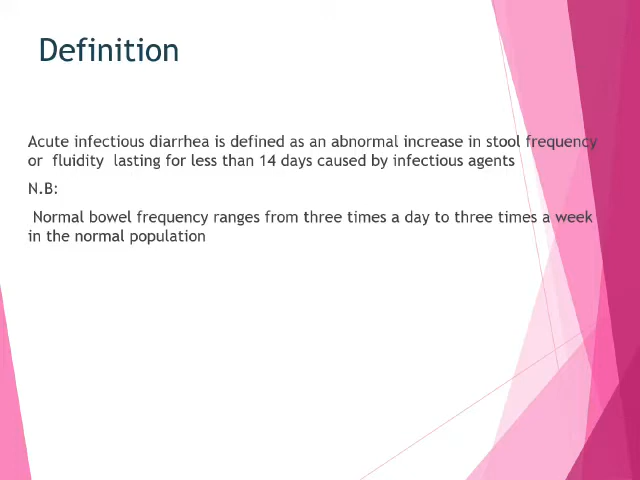 Definition
Acute infectious diarrhea is defined as an abnormal increase in stool frequency
or fluidity lasting for less than 14 days caused by infectious agents
N.B:
Normal bowel frequency ranges from three times a day to three times a week
in the normal population